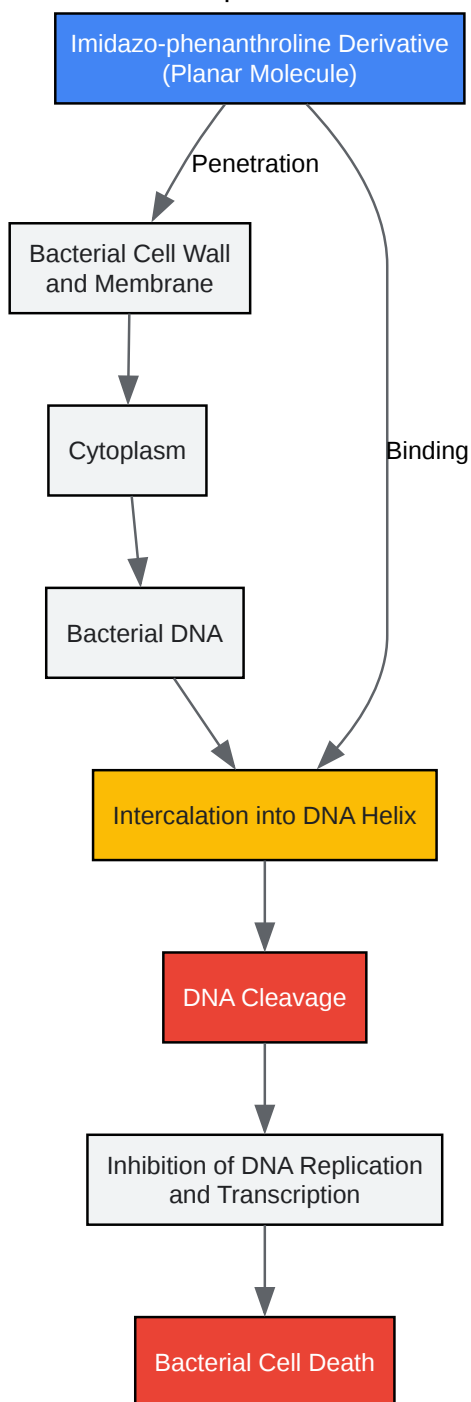 Imidazo-phenanthroline Derivative
(Planar Molecule)
Penetration
Bacterial Cell Wall
and Membrane
Cytoplasm
Binding
Bacterial DNA
Intercalation into DNA Helix
DNA Cleavage
Inhibition of DNA Replication
and Transcription
Bacterial Cell Death